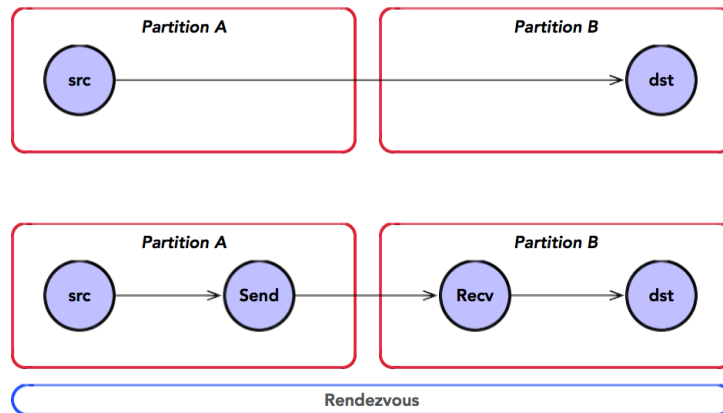 Partition A
Partition B
src
dst
Partition A
Partition B
src
Send
Recv
dst
Rendezvous